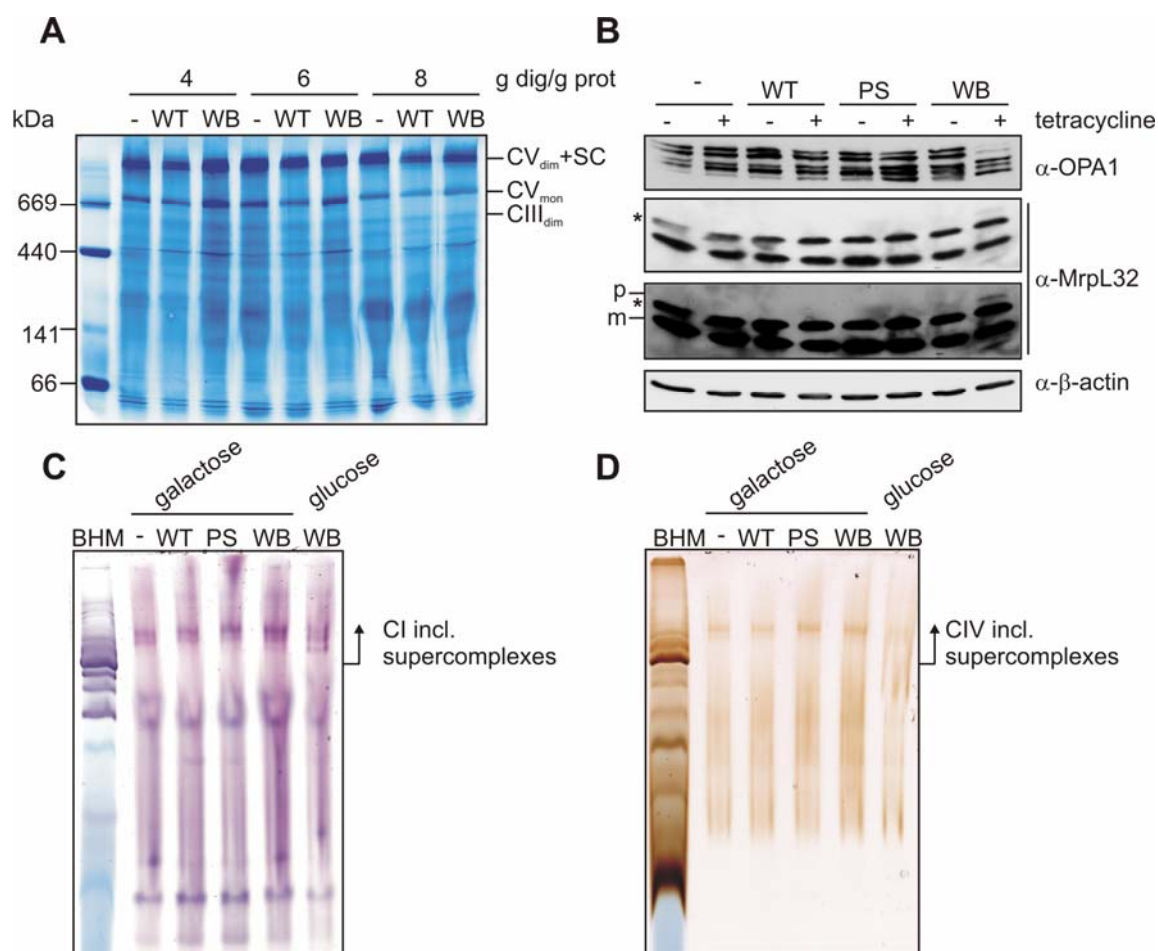 A
4 6 8 g dig/g prot
kDa - WT WB - WT WB - WT WB
CVdim+SC
CVmon
669
CIIIdim
440
141
66
B
- WT PS WB
- + - + - + - + tetracycline
α-OPA1
*
α-MrpL32
p
*
m
α-β-actin
C
galactose glucose
BHM - WT PS WB WB
CI incl.
supercomplexes
D
galactose glucose
BHM - WT PS WB WB
CIV incl.
supercomplexes